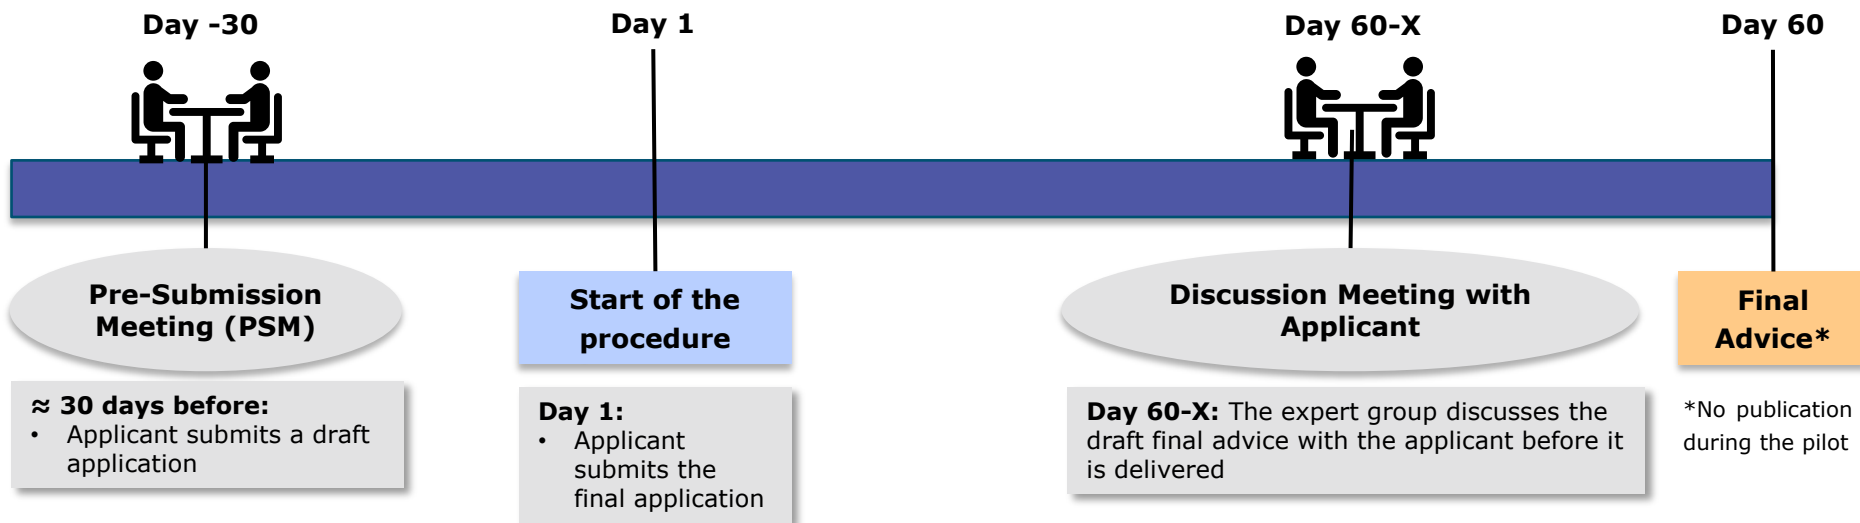 Day -30
Day 1
Day 60-X
Day 60
Pre-Submission
Meeting (PSM)
Start of the
procedure
Discussion Meeting with
Applicant
Final
Advice*
≈ 30 days before:
• Applicant submits a draft
application
Day 1:
• Applicant
submits the
final application
Day 60-X: The expert group discusses the
draft final advice with the applicant before it
is delivered
*No publication
during the pilot